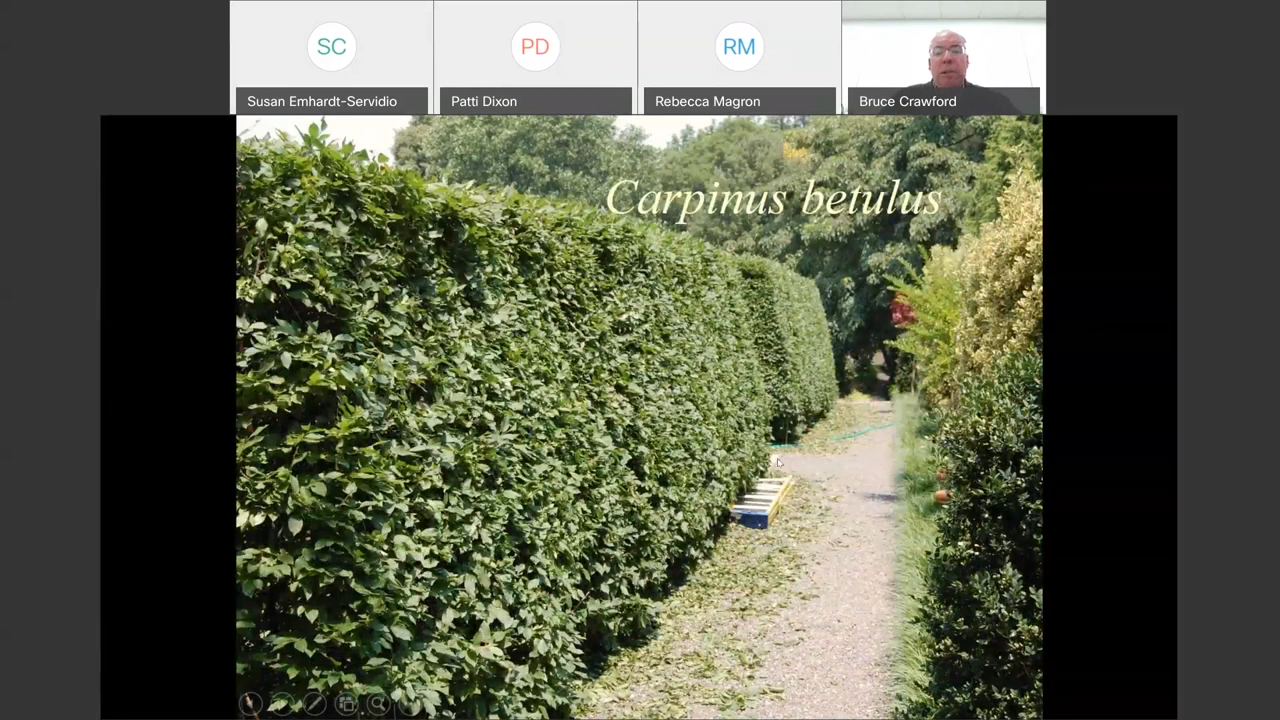 SC
PD
RM
Susan Emhardt-Servidio
Patti Dixon
Rebecca Magron
Bruce Crawford
Carpinus betulus